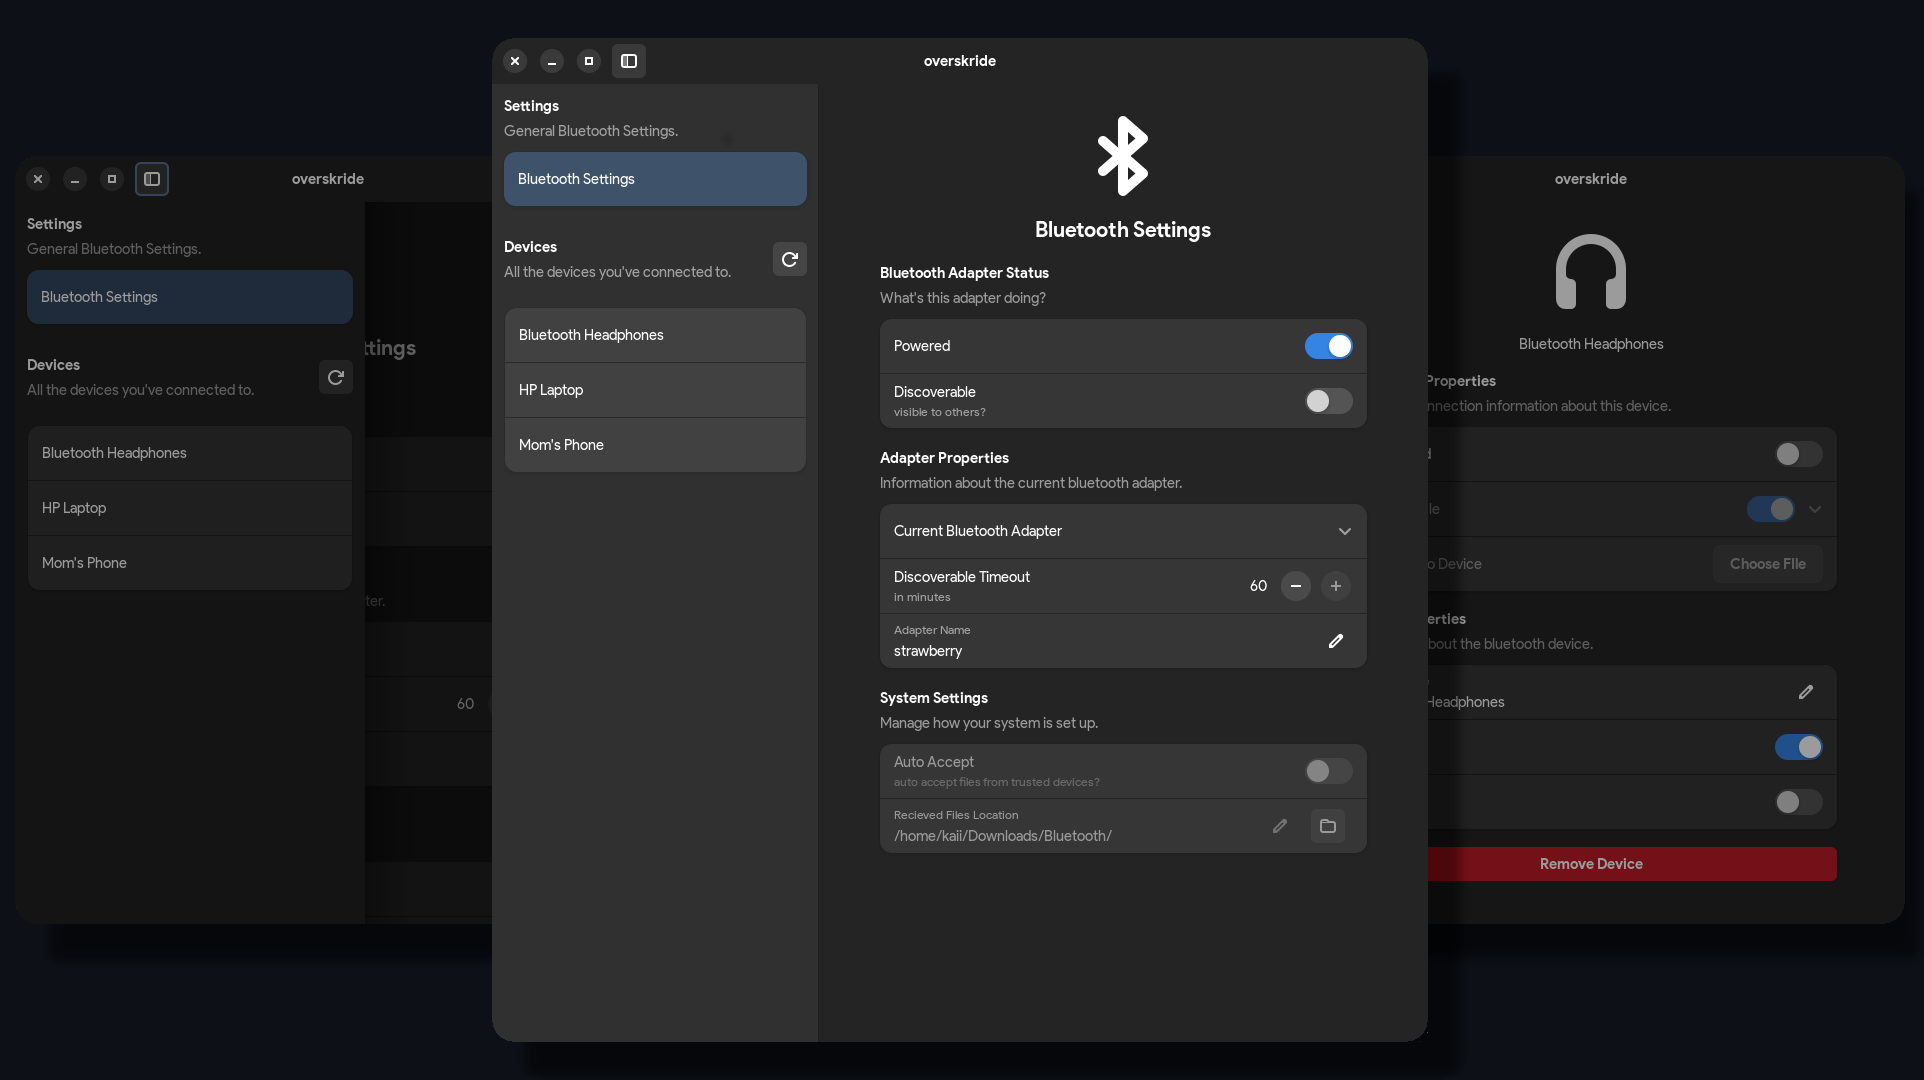 overskride
Settings
General Bluetooth Settings.
Bluetooth Settings
Devices
All the devices you've connected to.
Bluetooth Headphones
HP Laptop
Mom's Phone
ttings
ter.
60
overskride
Settings
General Bluetooth Settings.
Bluetooth Settings
Devices
All the devices you've connected to.
Bluetooth Headphones
HP Laptop
Mom's Phone
Bluetooth Settings
Bluetooth Adapter Status
What's this adapter doing?
Powered
Discoverable
visible to others?
Adapter Properties
Information about the current bluetooth adapter.
Current Bluetooth Adapter
Discoverable Timeout
in minutes
60
Adapter Name
strawberry
System Settings
Manage how your system is set up.
Auto Accept
auto accept files from trusted devices?
Recieved Files Location
/home/kaii/Downloads/Bluetooth/
overskride
Bluetooth Headphones
Properties
nnection information about this device.
d
le
o Device
Choose FIle
erties
bout the bluetooth device.
Headphones
Remove Device